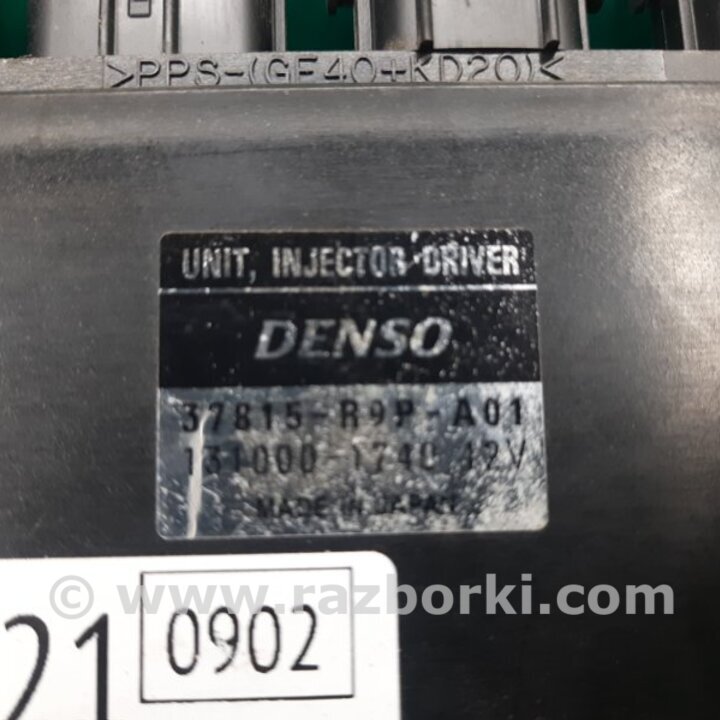 >PPS-(GF40+KD20)<
UNIT, INJECTOR DRIVER
DENSO
37815-R9P-A01
131000-1740 12V
MADE IN JAPAN
© www.razborki.com
21 0902